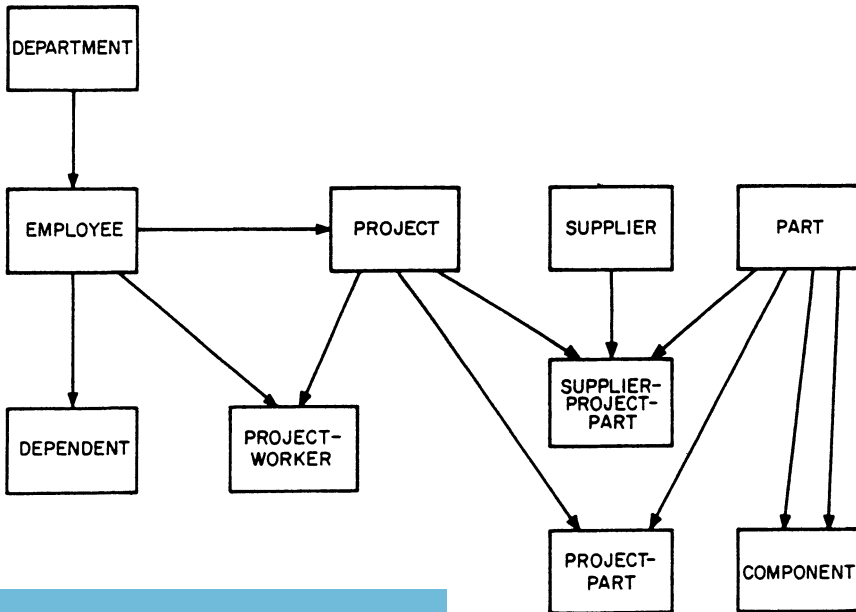 DEPARTMENT
EMPLOYEE
PROJECT
SUPPLIER
PART
DEPENDENT
PROJECT-
WORKER
SUPPLIER-
PROJECT-
PART
PROJECT-
PART
COMPONENT